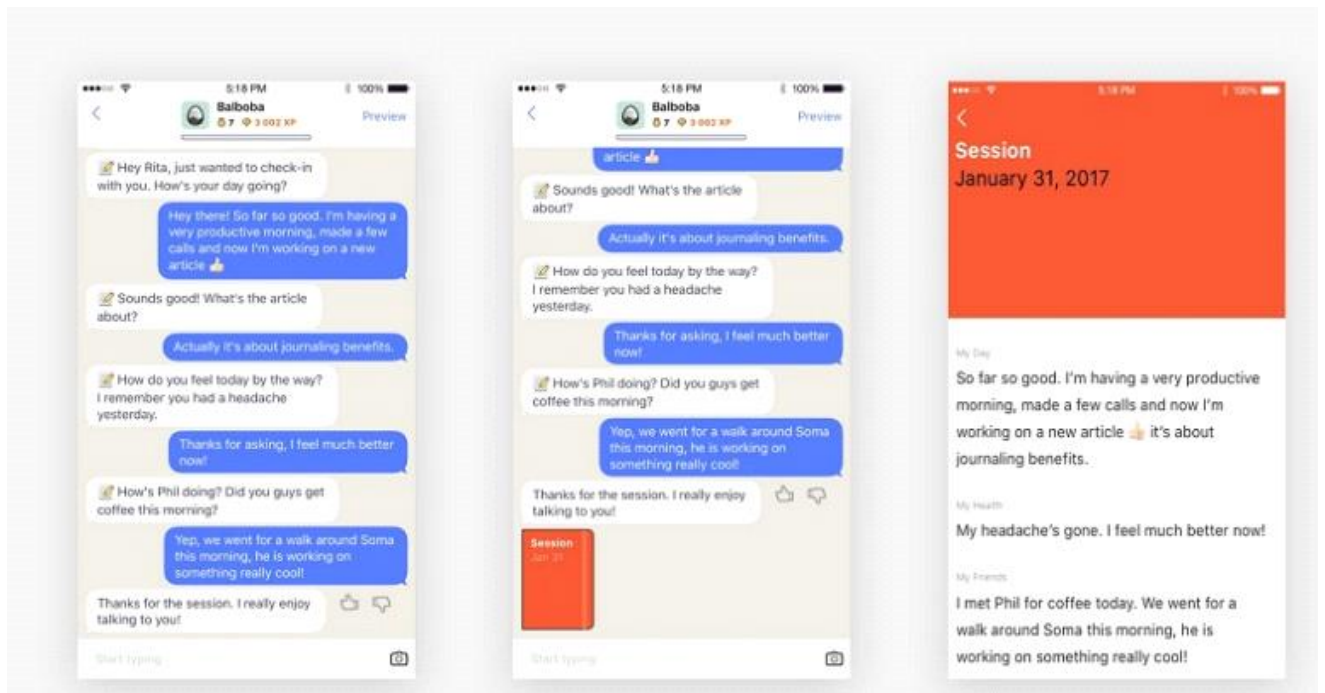 5:18 PM
100%
Balboba
7 3 002 XP
Preview
📝 Hey Rita, just wanted to check-in
with you. How's your day going?
Hey there! So far so good. I'm having a
very productive morning, made a few
calls and now I'm working on a new
article 👍🏻
📝 Sounds good! What's the article
about?
Actually it's about journaling benefits.
📝 How do you feel today by the way?
I remember you had a headache
yesterday.
Thanks for asking, I feel much better
now!
📝 How's Phil doing? Did you guys get
coffee this morning?
Yep, we went for a walk around Soma
this morning, he is working on
something really cool!
Thanks for the session. I really enjoy
talking to you!
Start typing
5:18 PM
100%
Balboba
7 3 002 XP
Preview
article 👍🏻
📝 Sounds good! What's the article
about?
Actually it's about journaling benefits.
📝 How do you feel today by the way?
I remember you had a headache
yesterday.
Thanks for asking, I feel much better
now!
📝 How's Phil doing? Did you guys get
coffee this morning?
Yep, we went for a walk around Soma
this morning, he is working on
something really cool!
Thanks for the session. I really enjoy
talking to you!
Session
Jan 31
Start typing
5:18 PM
100%
Session
January 31, 2017
My Day
So far so good. I'm having a very productive
morning, made a few calls and now I'm
working on a new article 👍🏻 it's about
journaling benefits.
My Health
My headache's gone. I feel much better now!
My Friends
I met Phil for coffee today. We went for a
walk around Soma this morning, he is
working on something really cool!